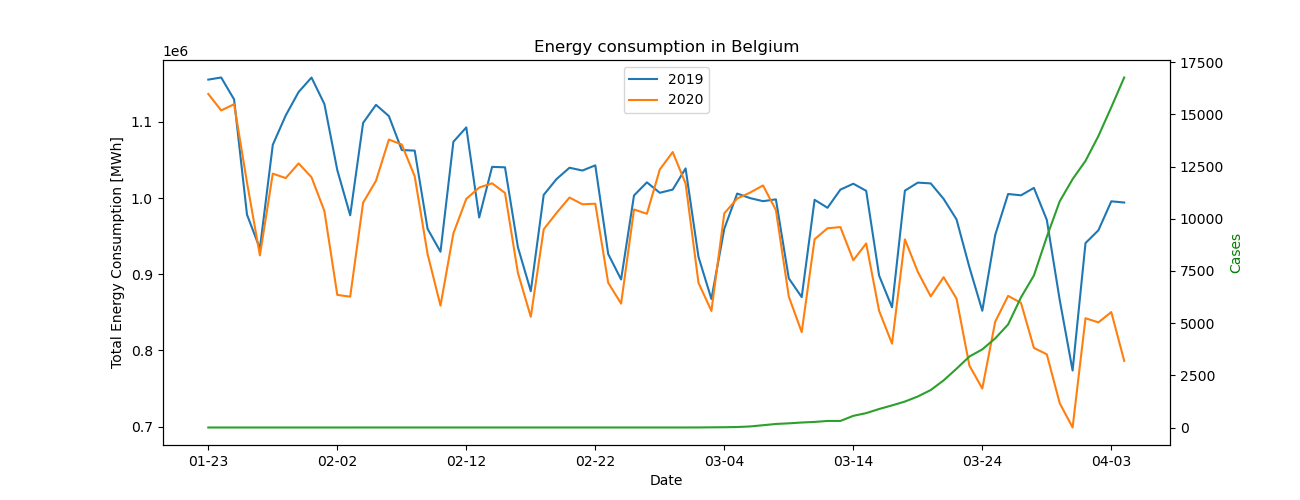 Energy consumption in Belgium
1e6
2019
2020
Total Energy Consumption [MWh]
1.1
1.0
0.9
0.8
0.7
17500
15000
12500
10000
7500
5000
2500
0
Cases
01-23 02-02 02-12 02-22 03-04 03-14 03-24 04-03
Date